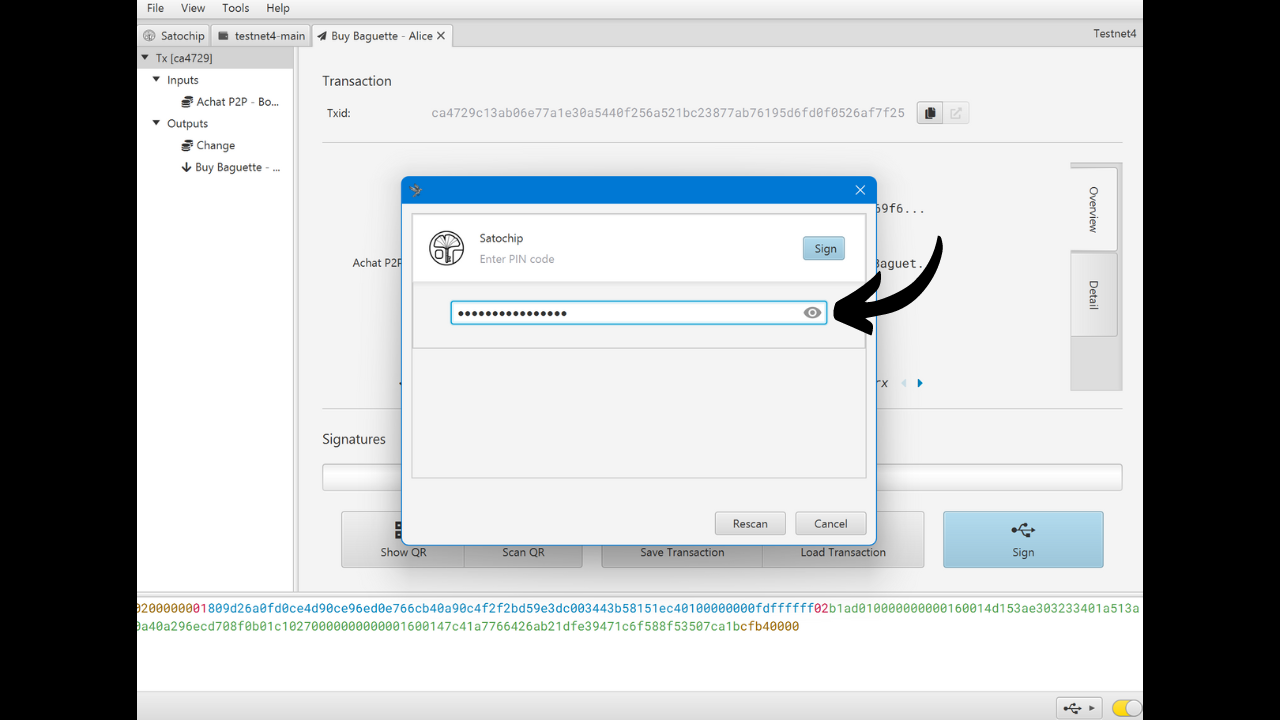 File View Tools Help
Satochip testnet4-main Buy Baguette - Alice Testnet4
Tx [ca4729]
Inputs
Achat P2P - Bo...
Outputs
Change
Buy Baguette - ...
Transaction
Txid: ca4729c13ab06e77a1e30a5440f256a521bc23877ab76195d6fd0f0526af7f25
69f6...
Achat P2P
Baguet..
rx
Overview
Detail
Satochip
Enter PIN code
Sign
••••••••••••••••
Rescan Cancel
Signatures
Show QR Scan QR Save Transaction Load Transaction Sign
0200000001809d26a0fd0ce4d90ce96ed0e766cb40a90c4f2f2bd59e3dc003443b58151ec40100000000fdffffff02b1ad010000000000160014d153ae303233401a513a
0a40a296ecd708f0b01c10270000000000001600147c41a7766426ab21dfe39471c6f588f53507ca1bcfb40000